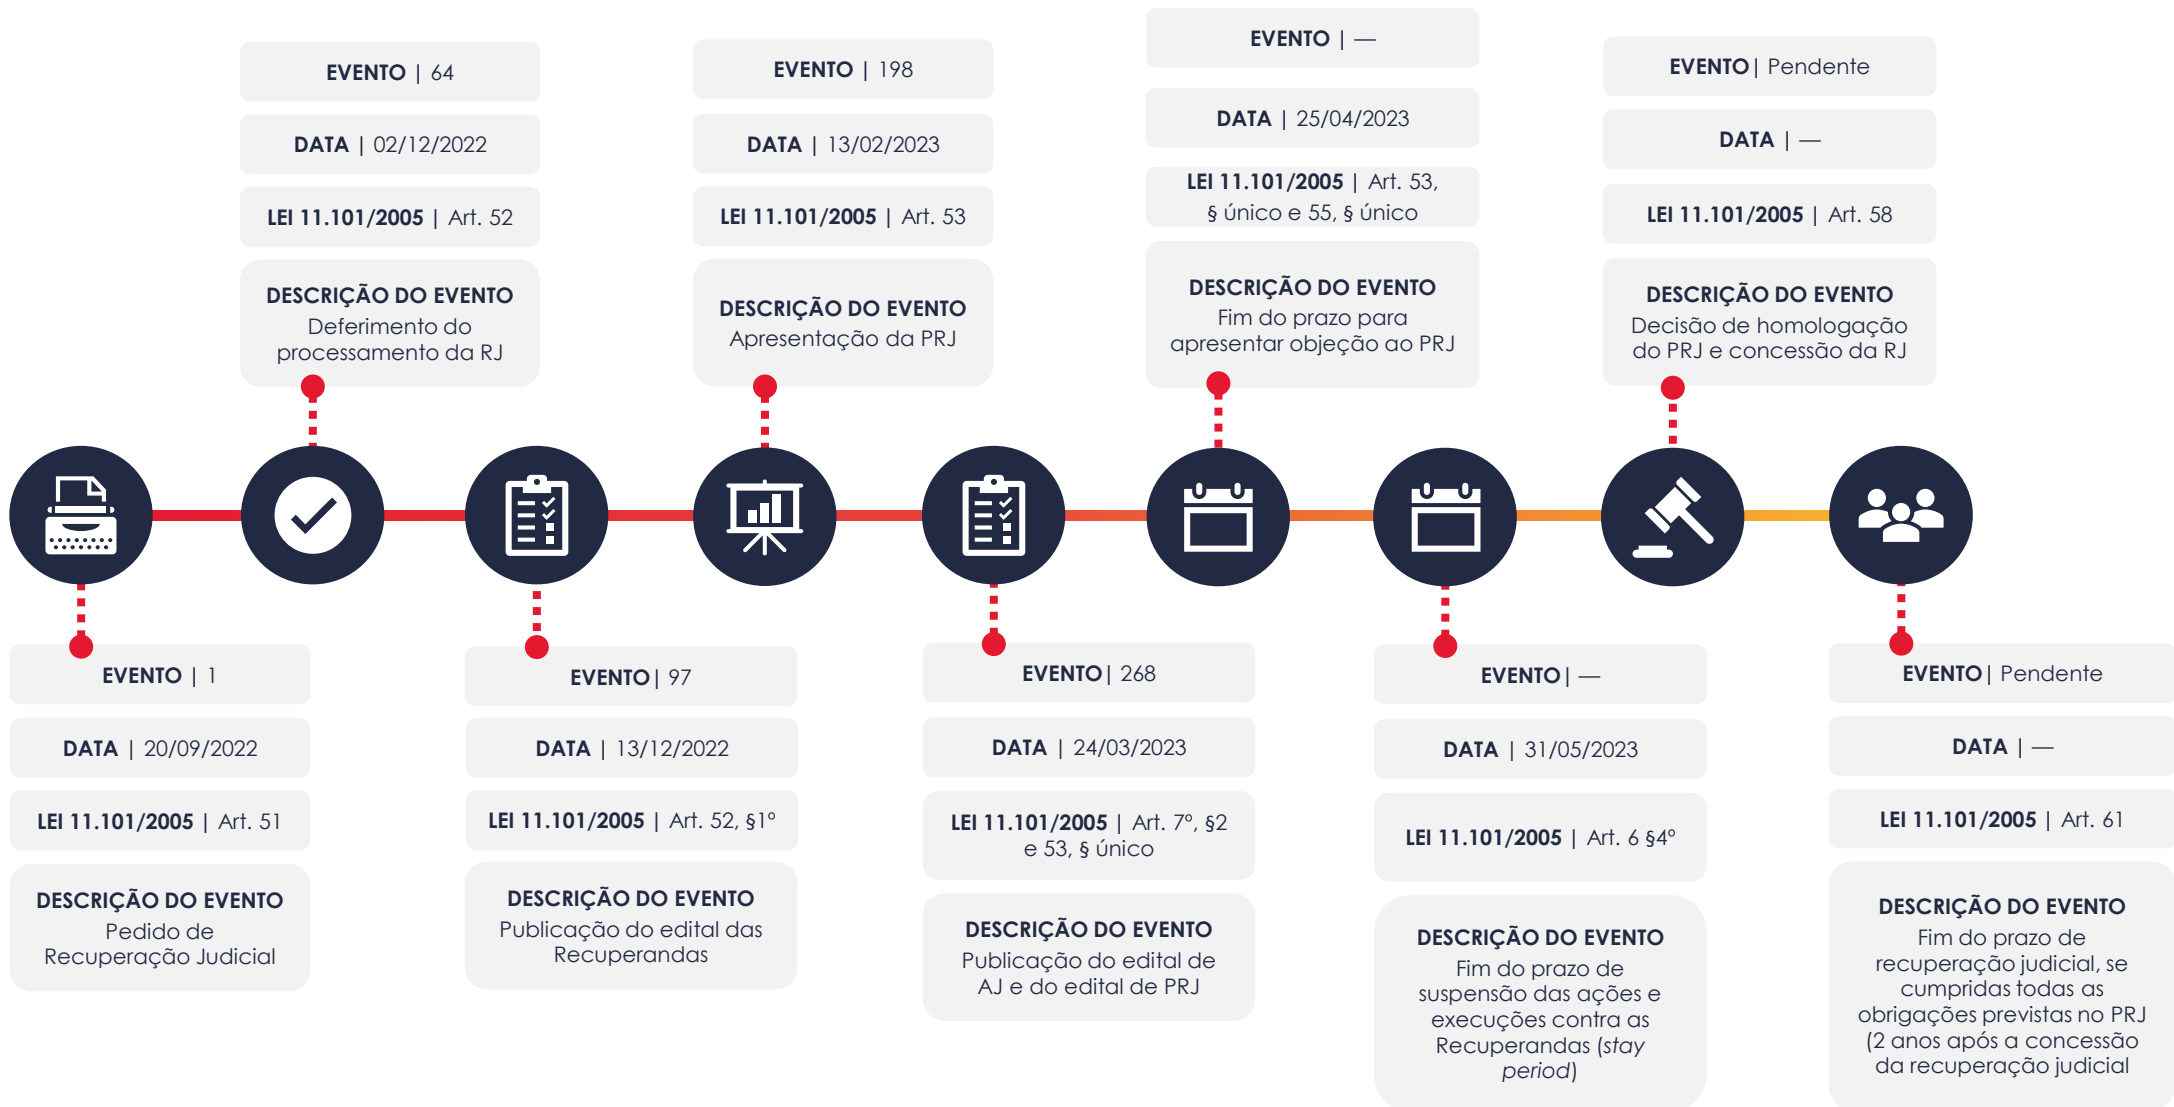 EVENTO | 64
DATA | 02/12/2022
LEI 11.101/2005 | Art. 52
DESCRIÇÃO DO EVENTO
Deferimento do
processamento da RJ
EVENTO | 198
DATA | 13/02/2023
LEI 11.101/2005 | Art. 53
DESCRIÇÃO DO EVENTO
Apresentação da PRJ
EVENTO | —
DATA | 25/04/2023
LEI 11.101/2005 | Art. 53,
§ único e 55, § único
DESCRIÇÃO DO EVENTO
Fim do prazo para
apresentar objeção ao PRJ
EVENTO| Pendente
DATA | —
LEI 11.101/2005 | Art. 58
DESCRIÇÃO DO EVENTO
Decisão de homologação
do PRJ e concessão da RJ
EVENTO | 1
DATA | 20/09/2022
LEI 11.101/2005 | Art. 51
DESCRIÇÃO DO EVENTO
Pedido de
Recuperação Judicial
EVENTO| 97
DATA | 13/12/2022
LEI 11.101/2005 | Art. 52, §1º
DESCRIÇÃO DO EVENTO
Publicação do edital das
Recuperandas
EVENTO| 268
DATA | 24/03/2023
LEI 11.101/2005 | Art. 7º, §2
e 53, § único
DESCRIÇÃO DO EVENTO
Publicação do edital de
AJ e do edital de PRJ
EVENTO| —
DATA | 31/05/2023
LEI 11.101/2005 | Art. 6 §4º
DESCRIÇÃO DO EVENTO
Fim do prazo de
suspensão das ações e
execuções contra as
Recuperandas (stay
period)
EVENTO| Pendente
DATA | —
LEI 11.101/2005 | Art. 61
DESCRIÇÃO DO EVENTO
Fim do prazo de
recuperação judicial, se
cumpridas todas as
obrigações previstas no PRJ
(2 anos após a concessão
da recuperação judicial